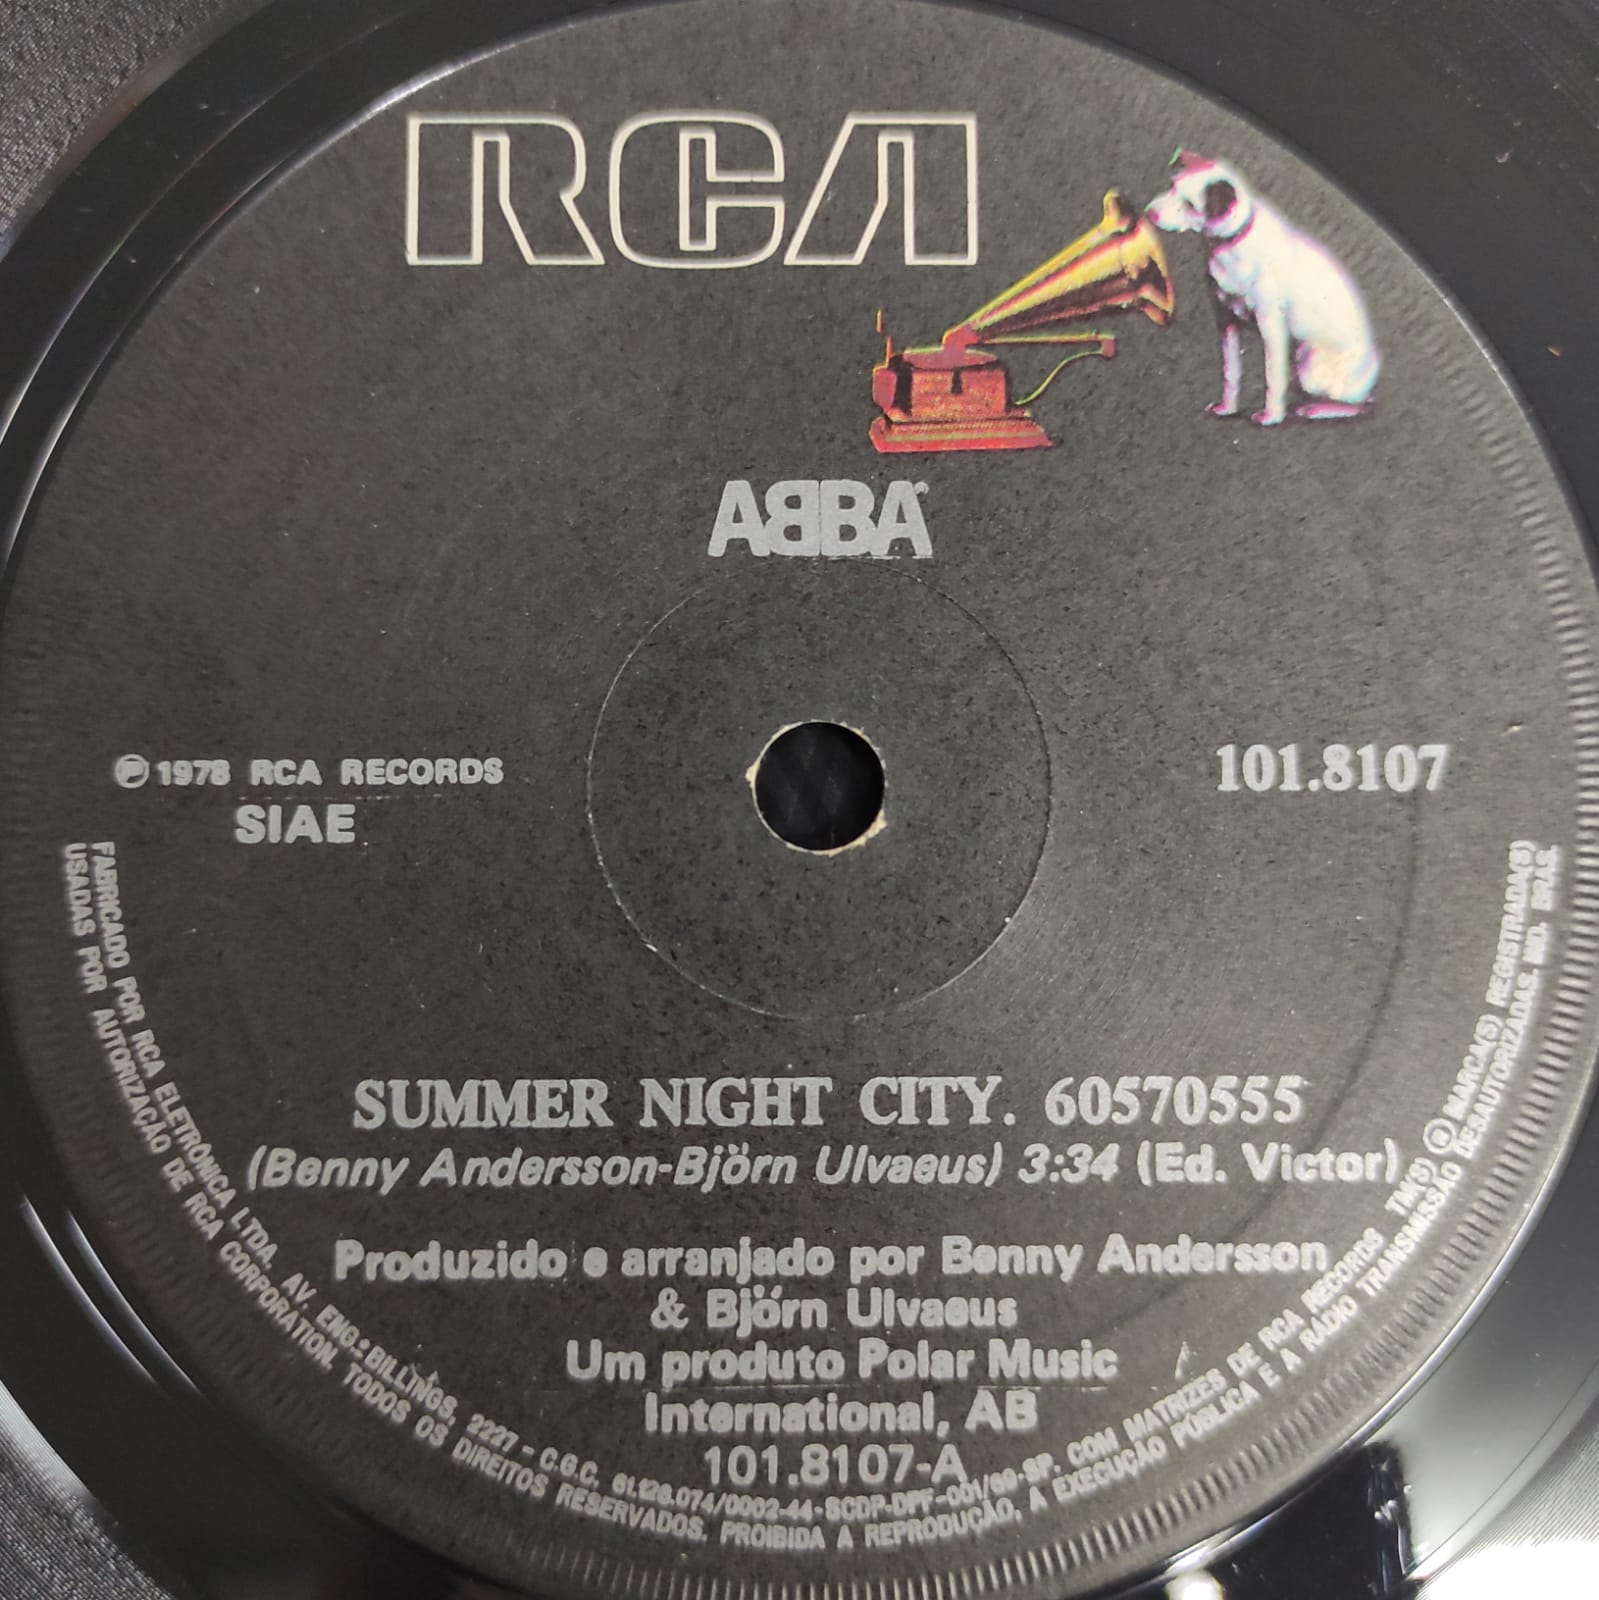 RCA
ABBA
℗ 1978 RCA RECORDS
SIAE
101.8107
SUMMER NIGHT CITY. 60570555
(Benny Andersson-Björn Ulvaeus) 3:34 (Ed. Victor)
Produzido e arranjado por Benny Andersson
& Björn Ulvaeus
Um produto Polar Music
International, AB
101.8107-A
FABRICADO POR RCA ELETRÔNICA LTDA. AV. ENG.º BILLINGS, 2227 - C.G.C. 61.126.074/0002-44-SCDP-DPF-001/69-SP. COM MATRIZES DE RCA RECORDS TM(S) ® MARCA(S) REGISTRADA(S)
USADAS POR AUTORIZAÇÃO DE RCA CORPORATION. TODOS OS DIREITOS RESERVADOS. PROIBIDA A REPRODUÇÃO, A EXECUÇÃO PÚBLICA E A RÁDIO TRANSMISSÃO DESAUTORIZADAS. IND. BRAS.